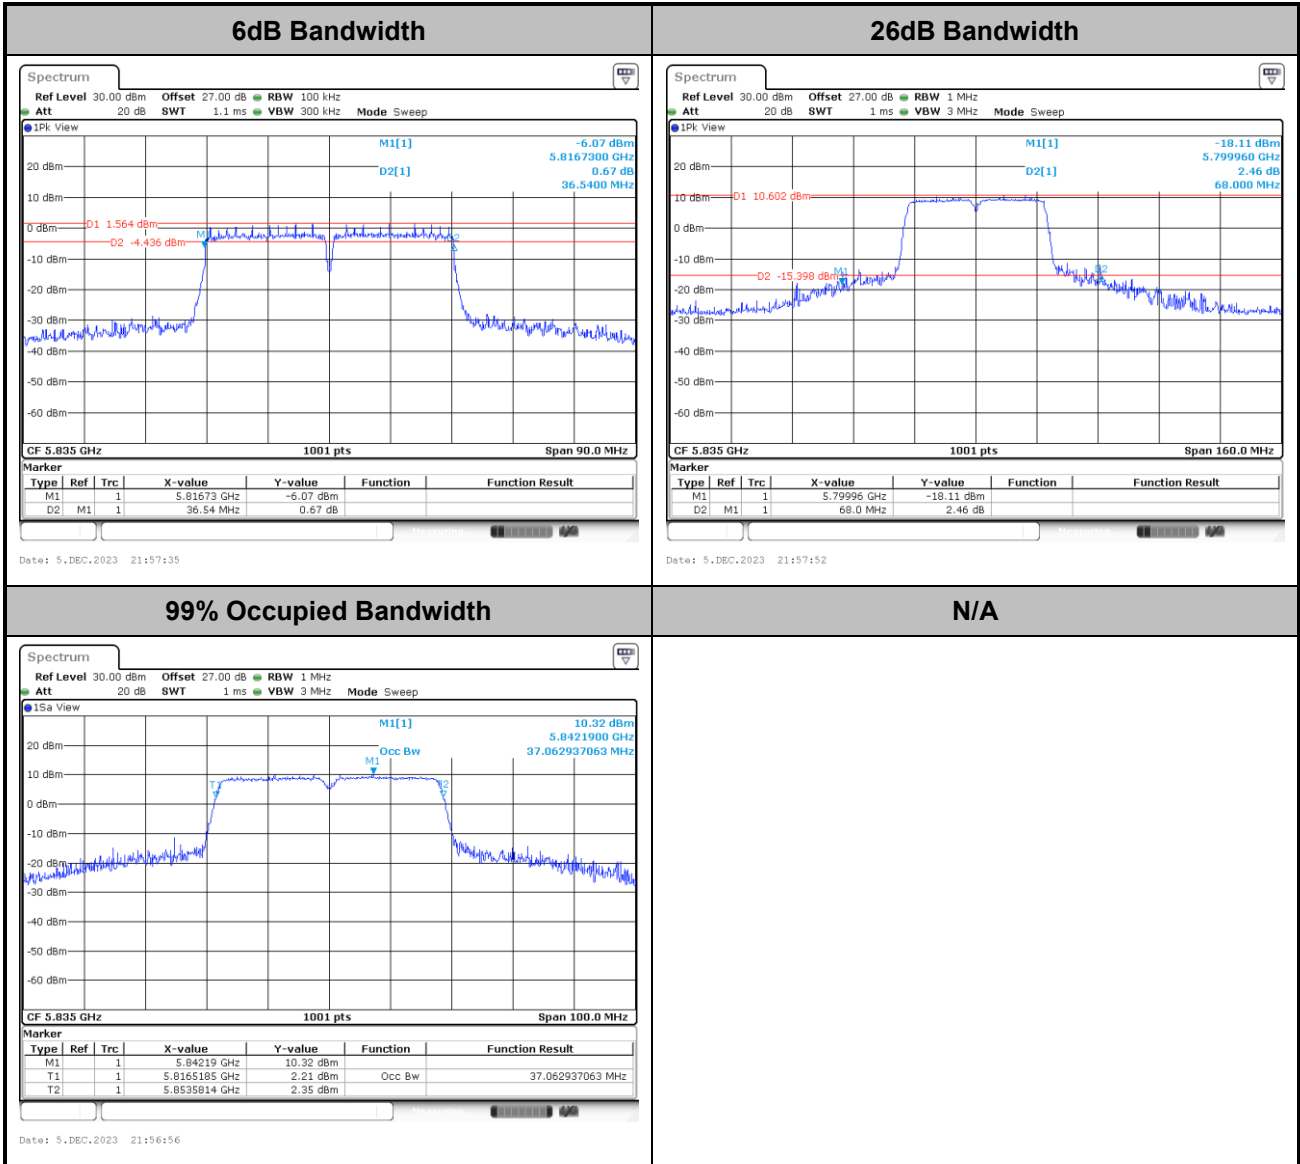 6dB Bandwidth
26dB Bandwidth
Spectrum
Ref Level 30.00 dBm Offset 27.00 dB RBW 100 kHz
Att 20 dB SWT 1.1 ms VBW 300 kHz Mode Sweep
1Pk View
M1[1] -6.07 dBm
5.8167300 GHz
20 dBm
D2[1] 0.67 dB
36.5400 MHz
10 dBm
D1 1.564 dBm
0 dBm
M1
D2 -4.436 dBm
D2
-10 dBm
-20 dBm
-30 dBm
-40 dBm
-50 dBm
-60 dBm
CF 5.835 GHz 1001 pts Span 90.0 MHz
Marker
Type Ref Trc X-value Y-value Function Function Result
M1 1 5.81673 GHz -6.07 dBm
D2 M1 1 36.54 MHz 0.67 dB
Date: 5.DEC.2023 21:57:35
Spectrum
Ref Level 30.00 dBm Offset 27.00 dB RBW 1 MHz
Att 20 dB SWT 1 ms VBW 3 MHz Mode Sweep
1Pk View
M1[1] -18.11 dBm
5.799960 GHz
20 dBm
D2[1] 2.46 dB
68.000 MHz
10 dBm
D1 10.602 dBm
0 dBm
-10 dBm
M1
D2
D2 -15.398 dBm
-20 dBm
-30 dBm
-40 dBm
-50 dBm
-60 dBm
CF 5.835 GHz 1001 pts Span 160.0 MHz
Marker
Type Ref Trc X-value Y-value Function Function Result
M1 1 5.79996 GHz -18.11 dBm
D2 M1 1 68.0 MHz 2.46 dB
Date: 5.DEC.2023 21:57:52
99% Occupied Bandwidth
N/A
Spectrum
Ref Level 30.00 dBm Offset 27.00 dB RBW 1 MHz
Att 20 dB SWT 1 ms VBW 3 MHz Mode Sweep
1Sa View
M1[1] 10.32 dBm
5.8421900 GHz
20 dBm
Occ Bw 37.062937063 MHz
M1
10 dBm
T1
T2
0 dBm
-10 dBm
-20 dBm
-30 dBm
-40 dBm
-50 dBm
-60 dBm
CF 5.835 GHz 1001 pts Span 100.0 MHz
Marker
Type Ref Trc X-value Y-value Function Function Result
M1 1 5.84219 GHz 10.32 dBm
T1 1 5.8165185 GHz 2.21 dBm Occ Bw 37.062937063 MHz
T2 1 5.8535814 GHz 2.35 dBm
Date: 5.DEC.2023 21:56:56